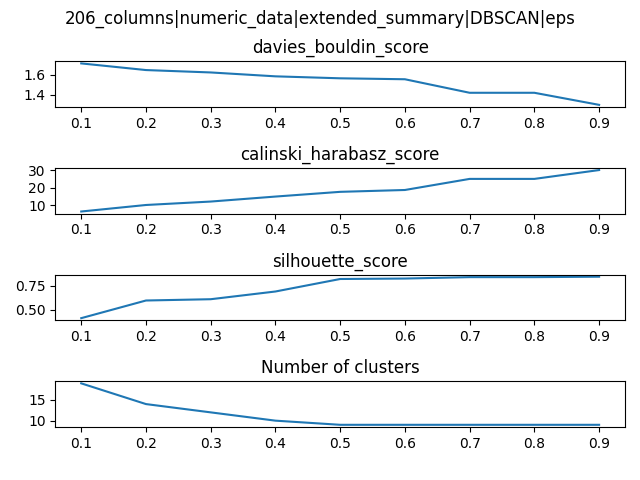 206_columns|numeric_data|extended_summary|DBSCAN|eps
davies_bouldin_score
1.6
1.4
0.1 0.2 0.3 0.4 0.5 0.6 0.7 0.8 0.9
calinski_harabasz_score
30
20
10
0.1 0.2 0.3 0.4 0.5 0.6 0.7 0.8 0.9
silhouette_score
0.75
0.50
0.1 0.2 0.3 0.4 0.5 0.6 0.7 0.8 0.9
Number of clusters
15
10
0.1 0.2 0.3 0.4 0.5 0.6 0.7 0.8 0.9